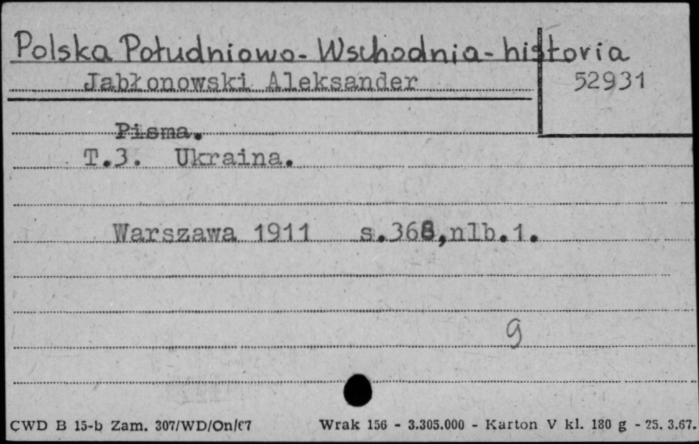 Polska Południowo-Wschodnia-historia
Jabłonowski Aleksander
52931
Pisma.
T.3. Ukraina.
Warszawa 1911 s.368,nlb.1.
9
CWD B 15-b Zam. 307/WD/On/67 Wrak 156 - 3.305.000 - Karton V kl. 180 g - 25. 3.67.